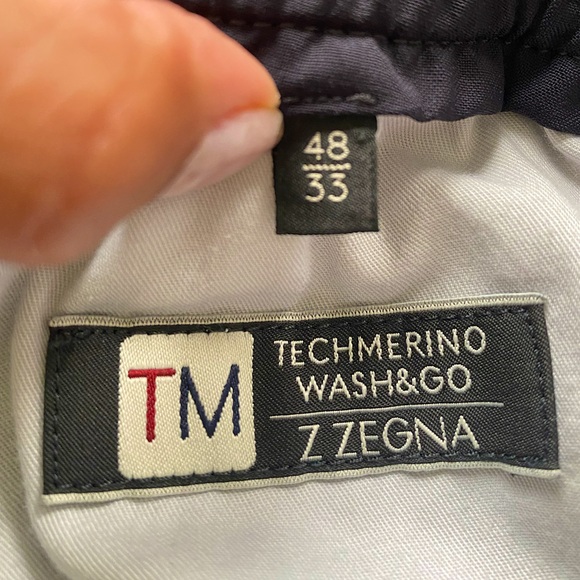 48
33
TM
TECHMERINO
WASH&GO
Z ZEGNA